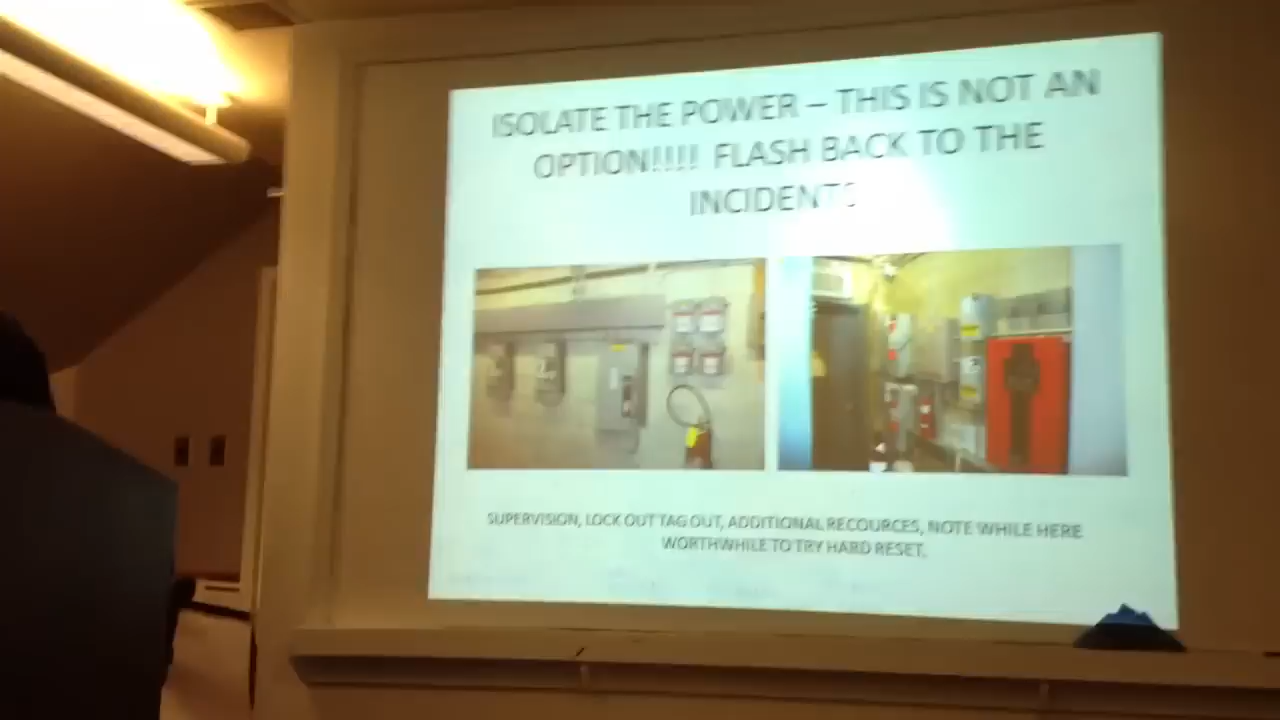 ISOLATE THE POWER – THIS IS NOT AN
OPTION!!!! FLASH BACK TO THE
INCIDENTS
SUPERVISION, LOCK OUT TAG OUT, ADDITIONAL RECOURCES, NOTE WHILE HERE
WORTHWHILE TO TRY HARD RESET.